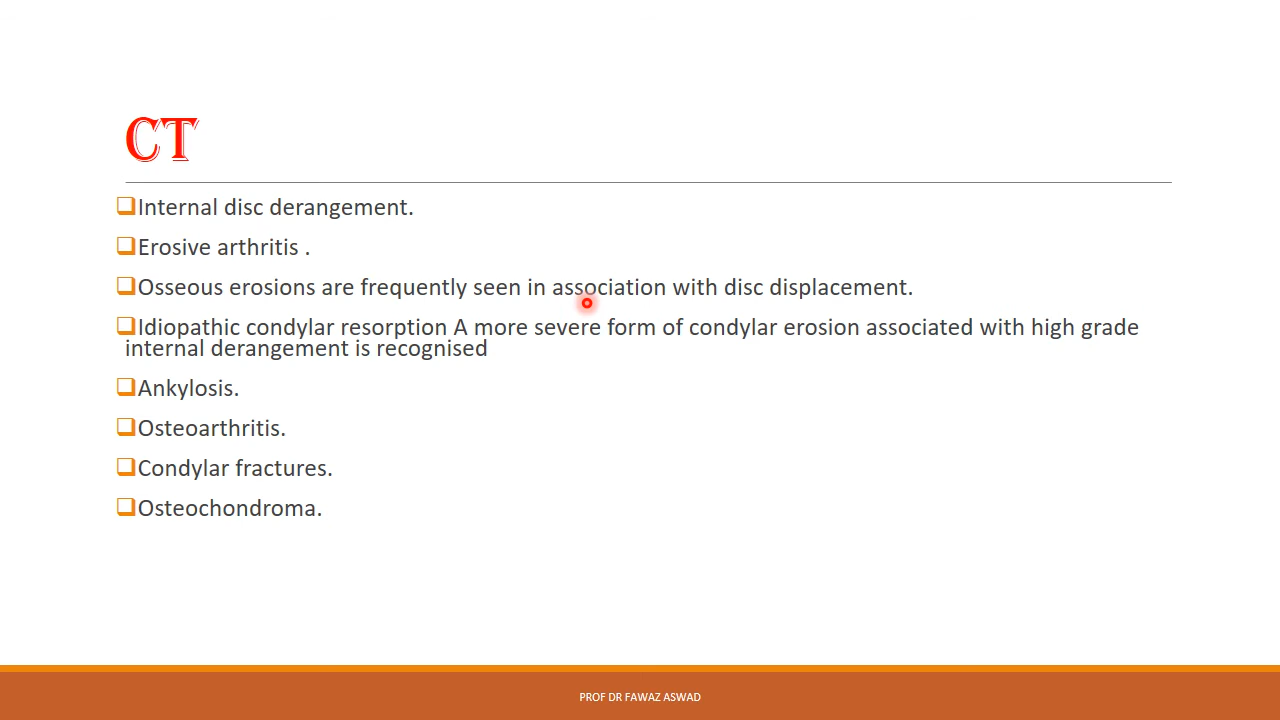 CT
Internal disc derangement.
Erosive arthritis .
Osseous erosions are frequently seen in association with disc displacement.
Idiopathic condylar resorption A more severe form of condylar erosion associated with high grade
internal derangement is recognised
Ankylosis.
Osteoarthritis.
Condylar fractures.
Osteochondroma.
PROF DR FAWAZ ASWAD